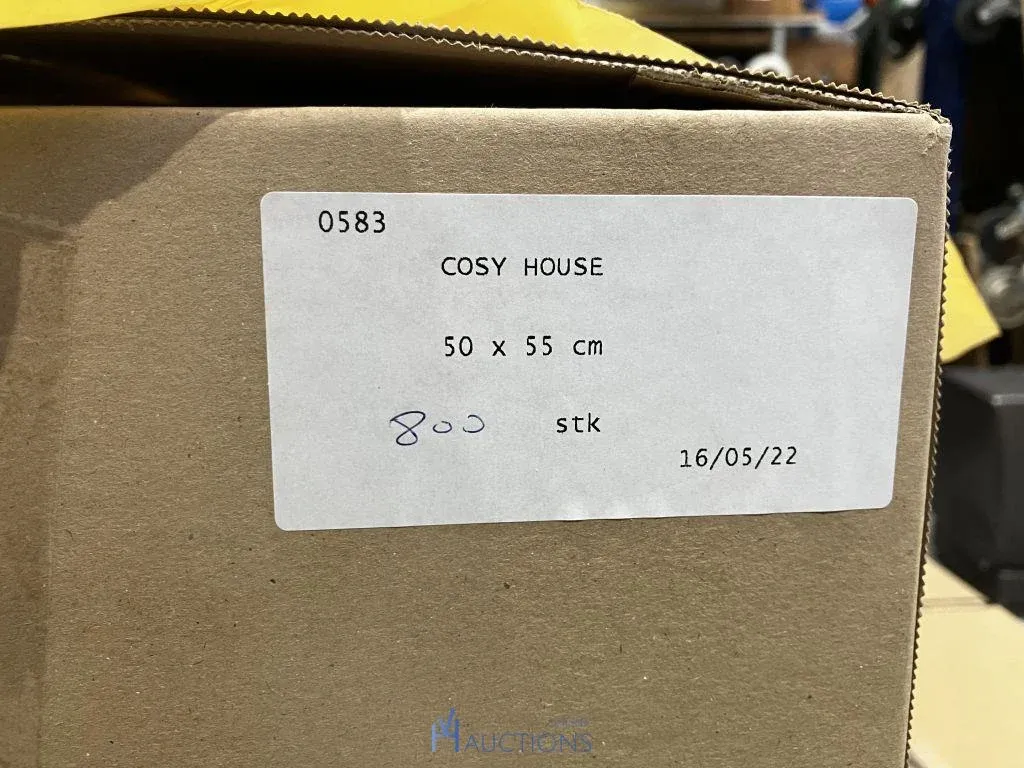 0583
COSY HOUSE
50 x 55 cm
800 stk
16/05/22
AUCTIONS